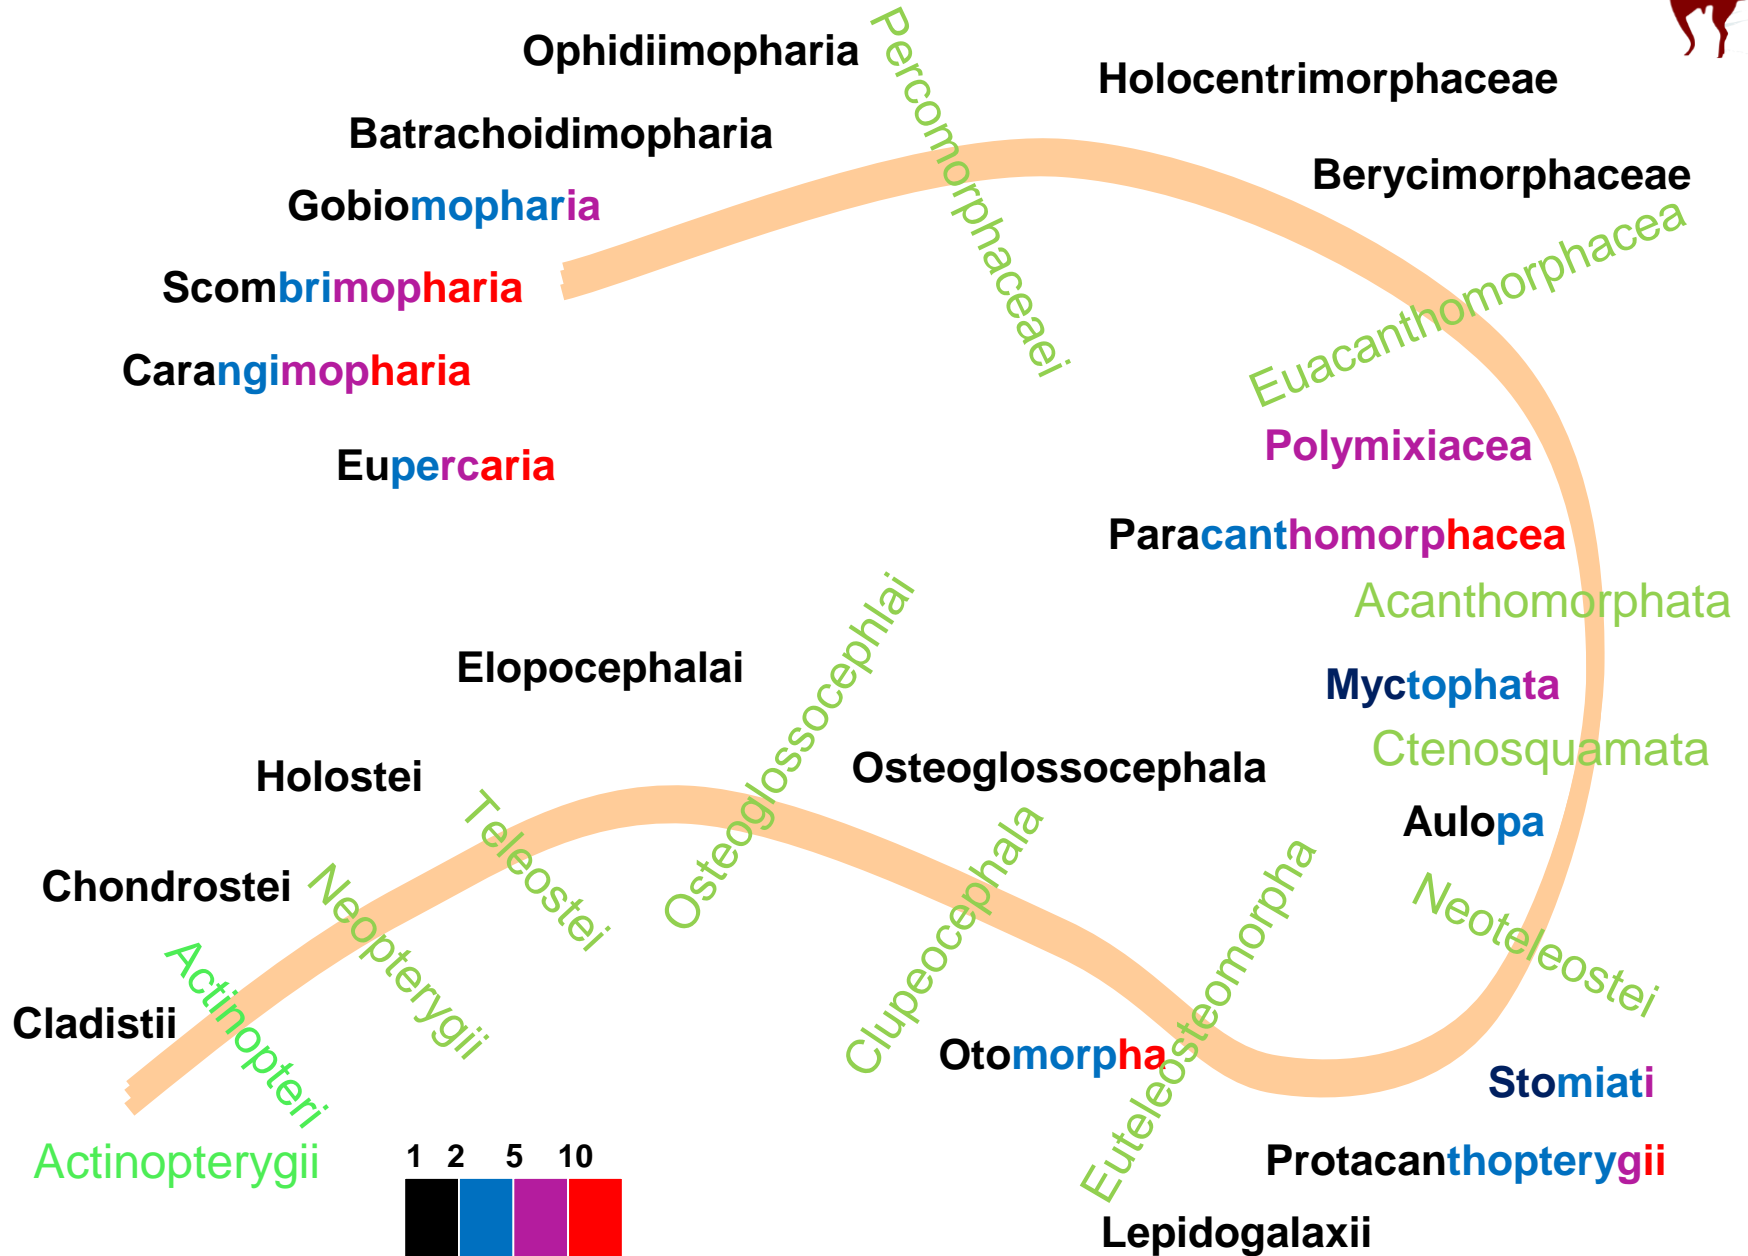 Ophidiimopharia
Percomorphaceaei
Holocentrimorphaceae
Batrachoidimopharia
Berycimorphaceae
Gobiomopharia
Euacanthomorphacea
Scombrimopharia
Carangimopharia
Polymixiacea
Eupercaria
Paracanthomorphacea
Acanthomorphata
Osteoglossocephlai
Elopocephalai
Myctophata
Ctenosquamata
Holostei
Teleostei
Osteoglossocephala
Aulopa
Clupeocephala
Chondrostei
Neopterygii
Euteleosteomorpha
Neoteleostei
Actinopteri
Cladistii
Otomorpha
Stomiati
Actinopterygii
1 2 5 10
Protacanthopterygii
Lepidogalaxii